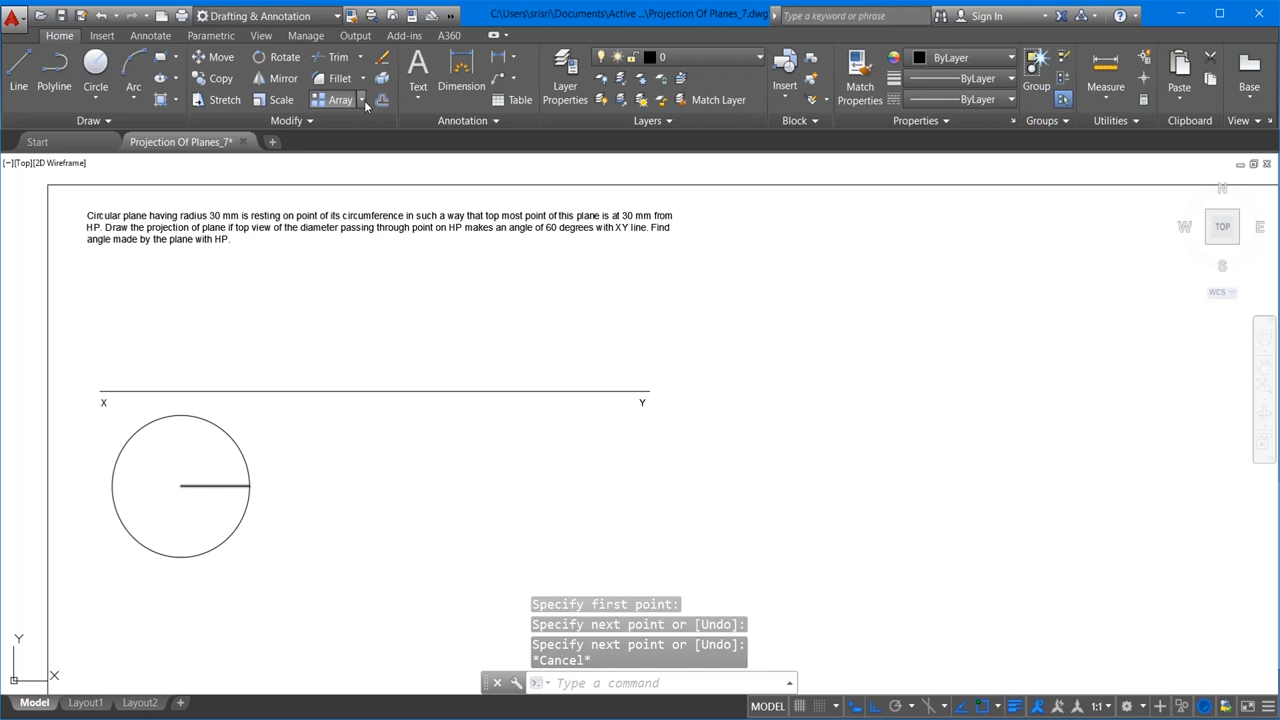 Drafting & Annotation
C:\Users\srisri\Documents\Active ...\Projection Of Planes_7.dwg
Type a keyword or phrase
Sign In
Home Insert Annotate Parametric View Manage Output Add-ins A360
Line Polyline Circle Arc
Move Rotate Trim
Copy Mirror Fillet
Stretch Scale Array
Text Dimension
Table
Layer Properties
0
Match Layer
Insert
Match Properties
ByLayer
ByLayer
ByLayer
Group
Measure
Paste
Base
Draw Modify Annotation Layers Block Properties Groups Utilities Clipboard View
Start
Projection Of Planes_7*
[−][Top][2D Wireframe]
Circular plane having radius 30 mm is resting on point of its circumference in such a way that top most point of this plane is at 30 mm from
HP. Draw the projection of plane if top view of the diameter passing through point on HP makes an angle of 60 degrees with XY line. Find
angle made by the plane with HP.
N
W TOP E
S
WCS
X Y
Specify first point:
Specify next point or [Undo]:
Specify next point or [Undo]:
*Cancel*
Type a command
Y
X
Model Layout1 Layout2 +
MODEL
1:1